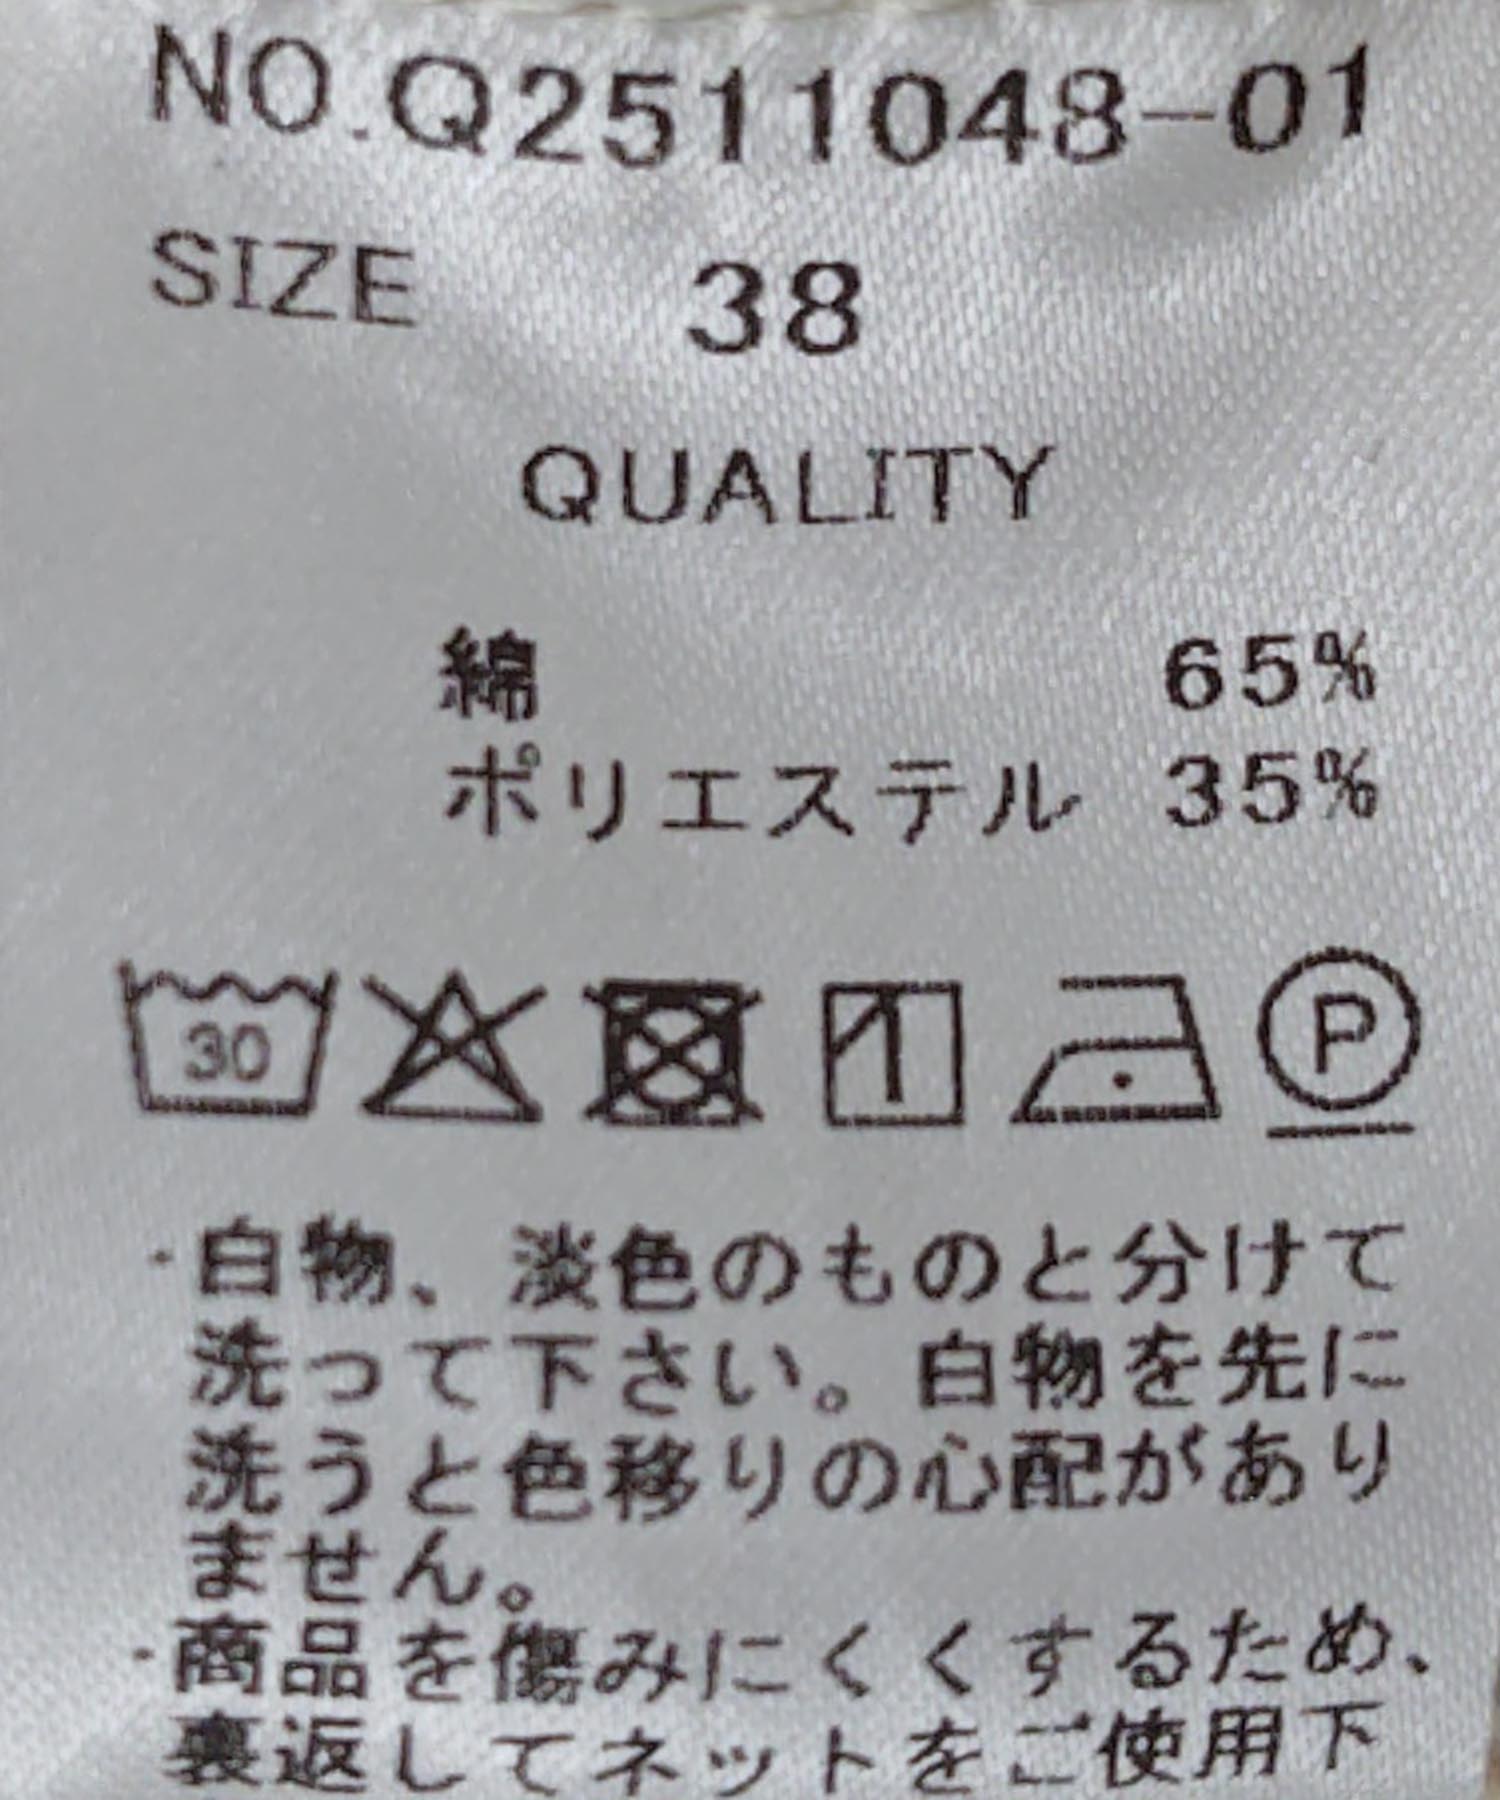 NO.Q2511048-01
SIZE 38
QUALITY
綿 65%
ポリエステル 35%
30 P
・白物、淡色のものと分けて
洗って下さい。白物を先に
洗うと色移りの心配があり
ません。
・商品を傷みにくくするため、
裏返してネットをご使用下